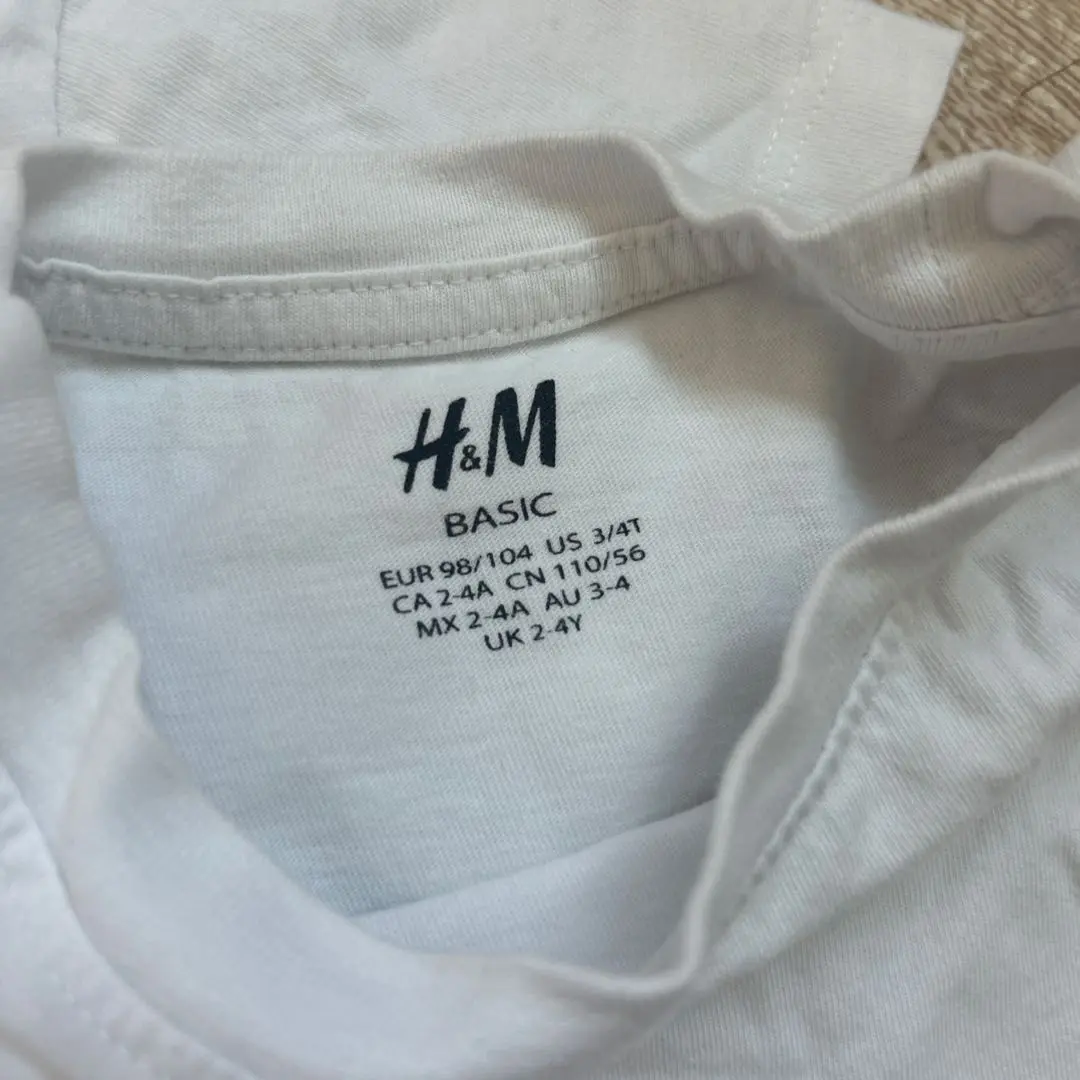 H&M
BASIC
EUR 98/104 US 3/4T
CA 2-4A CN 110/56
MX 2-4A AU 3-4
UK 2-4Y